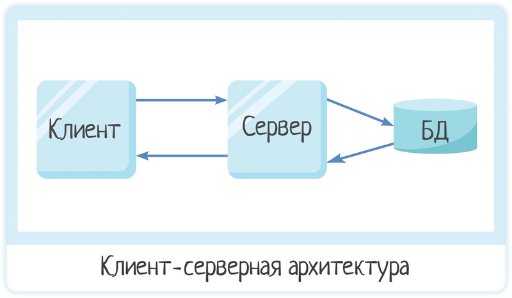 Клиент
Сервер
БД
Клиент-серверная архитектура